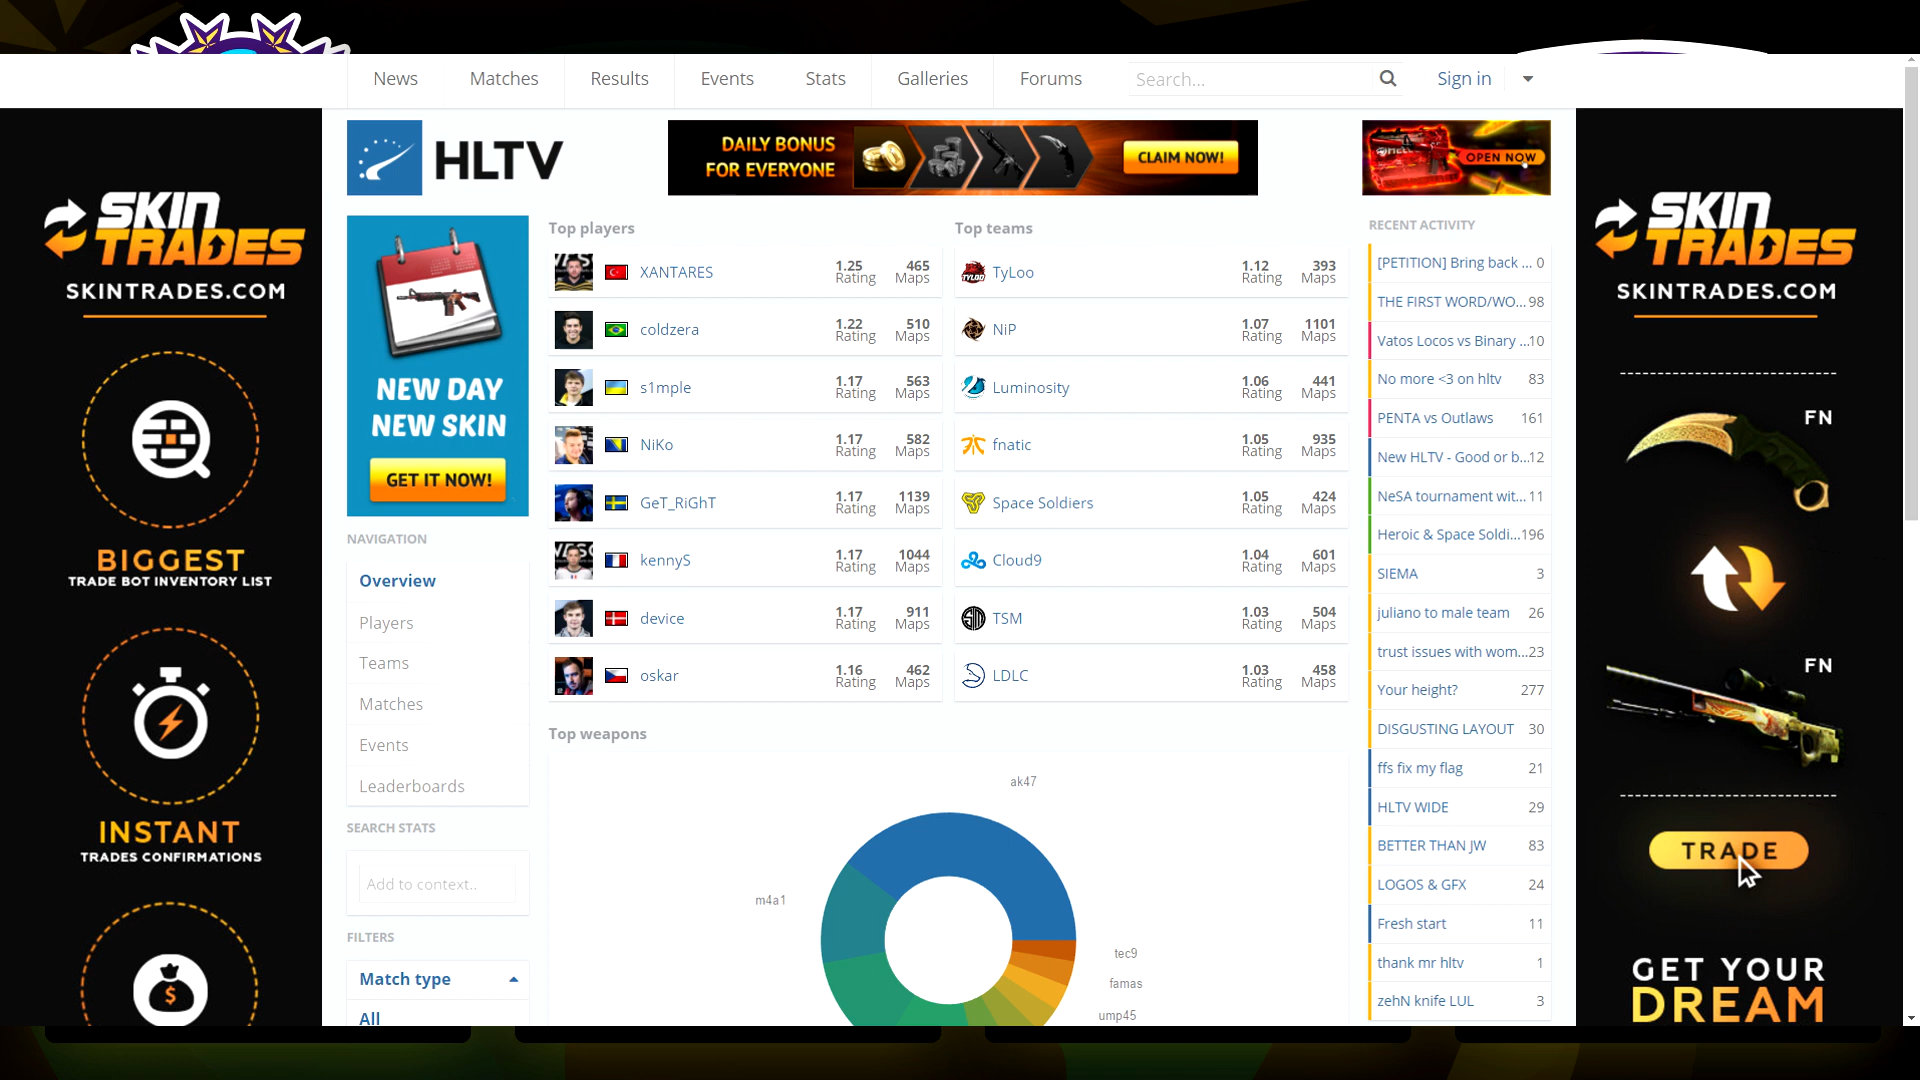 News
Matches
Results
Events
Stats
Galleries
Forums
Search...
Sign in
SKIN
TRADES
SKINTRADES.COM
BIGGEST
TRADE BOT INVENTORY LIST
INSTANT
TRADES CONFIRMATIONS
$
HLTV
DAILY BONUS
FOR EVERYONE
CLAIM NOW!
OPEN NOW
NEW DAY
NEW SKIN
GET IT NOW!
NAVIGATION
Overview
Players
Teams
Matches
Events
Leaderboards
SEARCH STATS
Add to context..
FILTERS
Match type
All
Top players
XANTARES 1.25 Rating 465 Maps
coldzera 1.22 Rating 510 Maps
s1mple 1.17 Rating 563 Maps
NiKo 1.17 Rating 582 Maps
GeT_RiGhT 1.17 Rating 1139 Maps
kennyS 1.17 Rating 1044 Maps
device 1.17 Rating 911 Maps
oskar 1.16 Rating 462 Maps
Top teams
TyLoo 1.12 Rating 393 Maps
NiP 1.07 Rating 1101 Maps
Luminosity 1.06 Rating 441 Maps
fnatic 1.05 Rating 935 Maps
Space Soldiers 1.05 Rating 424 Maps
Cloud9 1.04 Rating 601 Maps
TSM 1.03 Rating 504 Maps
LDLC 1.03 Rating 458 Maps
Top weapons
ak47
m4a1
tec9
famas
ump45
RECENT ACTIVITY
[PETITION] Bring back ... 0
THE FIRST WORD/WO... 98
Vatos Locos vs Binary ... 10
No more <3 on hltv 83
PENTA vs Outlaws 161
New HLTV - Good or b... 12
NeSA tournament wit... 11
Heroic & Space Soldi... 196
SIEMA 3
juliano to male team 26
trust issues with wom... 23
Your height? 277
DISGUSTING LAYOUT 30
ffs fix my flag 21
HLTV WIDE 29
BETTER THAN JW 83
LOGOS & GFX 24
Fresh start 11
thank mr hltv 1
zehN knife LUL 3
SKIN
TRADES
SKINTRADES.COM
FN
FN
TRADE
GET YOUR
DREAM